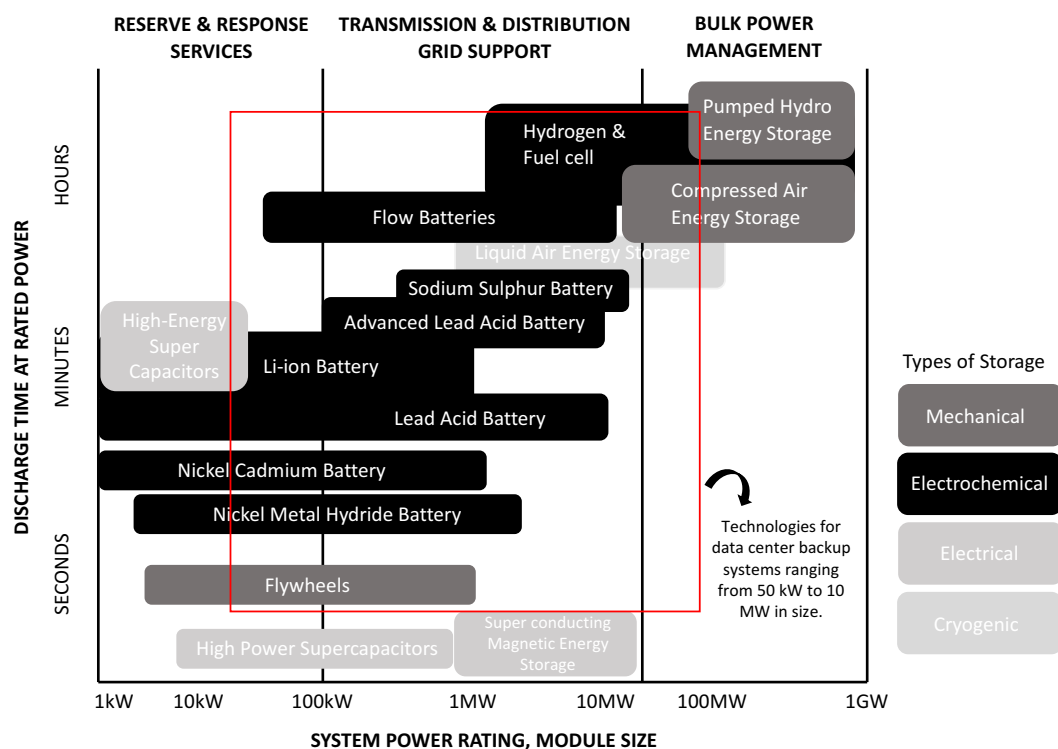 RESERVE & RESPONSE
SERVICES
TRANSMISSION & DISTRIBUTION
GRID SUPPORT
BULK POWER
MANAGEMENT
DISCHARGE TIME AT RATED POWER
HOURS
MINUTES
SECONDS
Pumped Hydro
Energy Storage
Hydrogen &
Fuel cell
Compressed Air
Energy Storage
Flow Batteries
Liquid Air Energy Storage
Sodium Sulphur Battery
Advanced Lead Acid Battery
High-Energy
Super
Capacitors
Li-ion Battery
Lead Acid Battery
Nickel Cadmium Battery
Nickel Metal Hydride Battery
Flywheels
High Power Supercapacitors
Super conducting
Magnetic Energy
Storage
Technologies for
data center backup
systems ranging
from 50 kW to 10
MW in size.
Types of Storage
Mechanical
Electrochemical
Electrical
Cryogenic
1kW
10kW
100kW
1MW
10MW
100MW
1GW
SYSTEM POWER RATING, MODULE SIZE